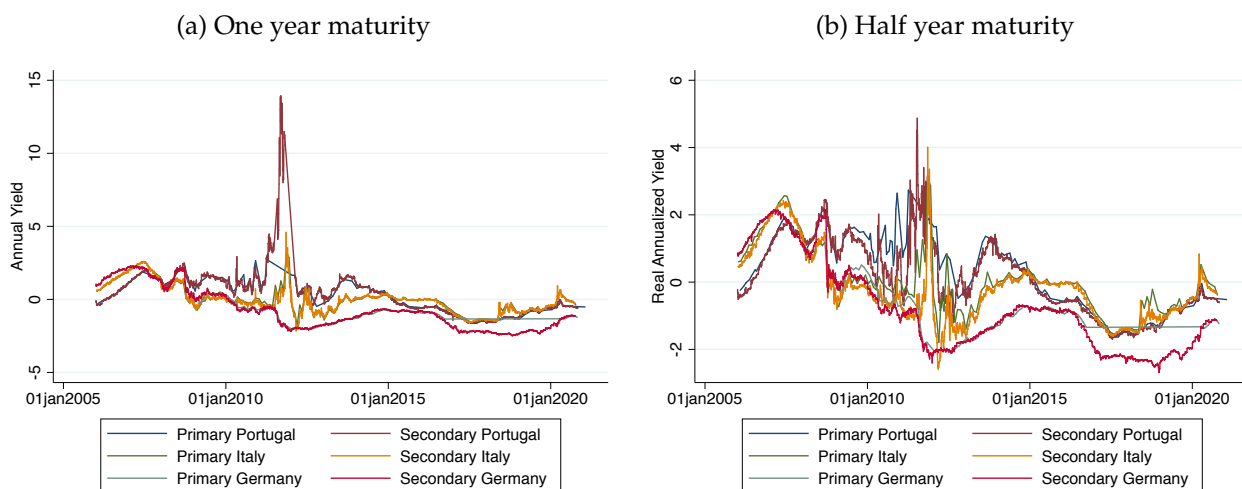 (a) One year maturity
Annual Yield
15
10
5
0
-5
01jan2005 01jan2010 01jan2015 01jan2020
Primary Portugal Secondary Portugal
Primary Italy Secondary Italy
Primary Germany Secondary Germany
(b) Half year maturity
Real Annualized Yield
6
4
2
0
-2
01jan2005 01jan2010 01jan2015 01jan2020
Primary Portugal Secondary Portugal
Primary Italy Secondary Italy
Primary Germany Secondary Germany